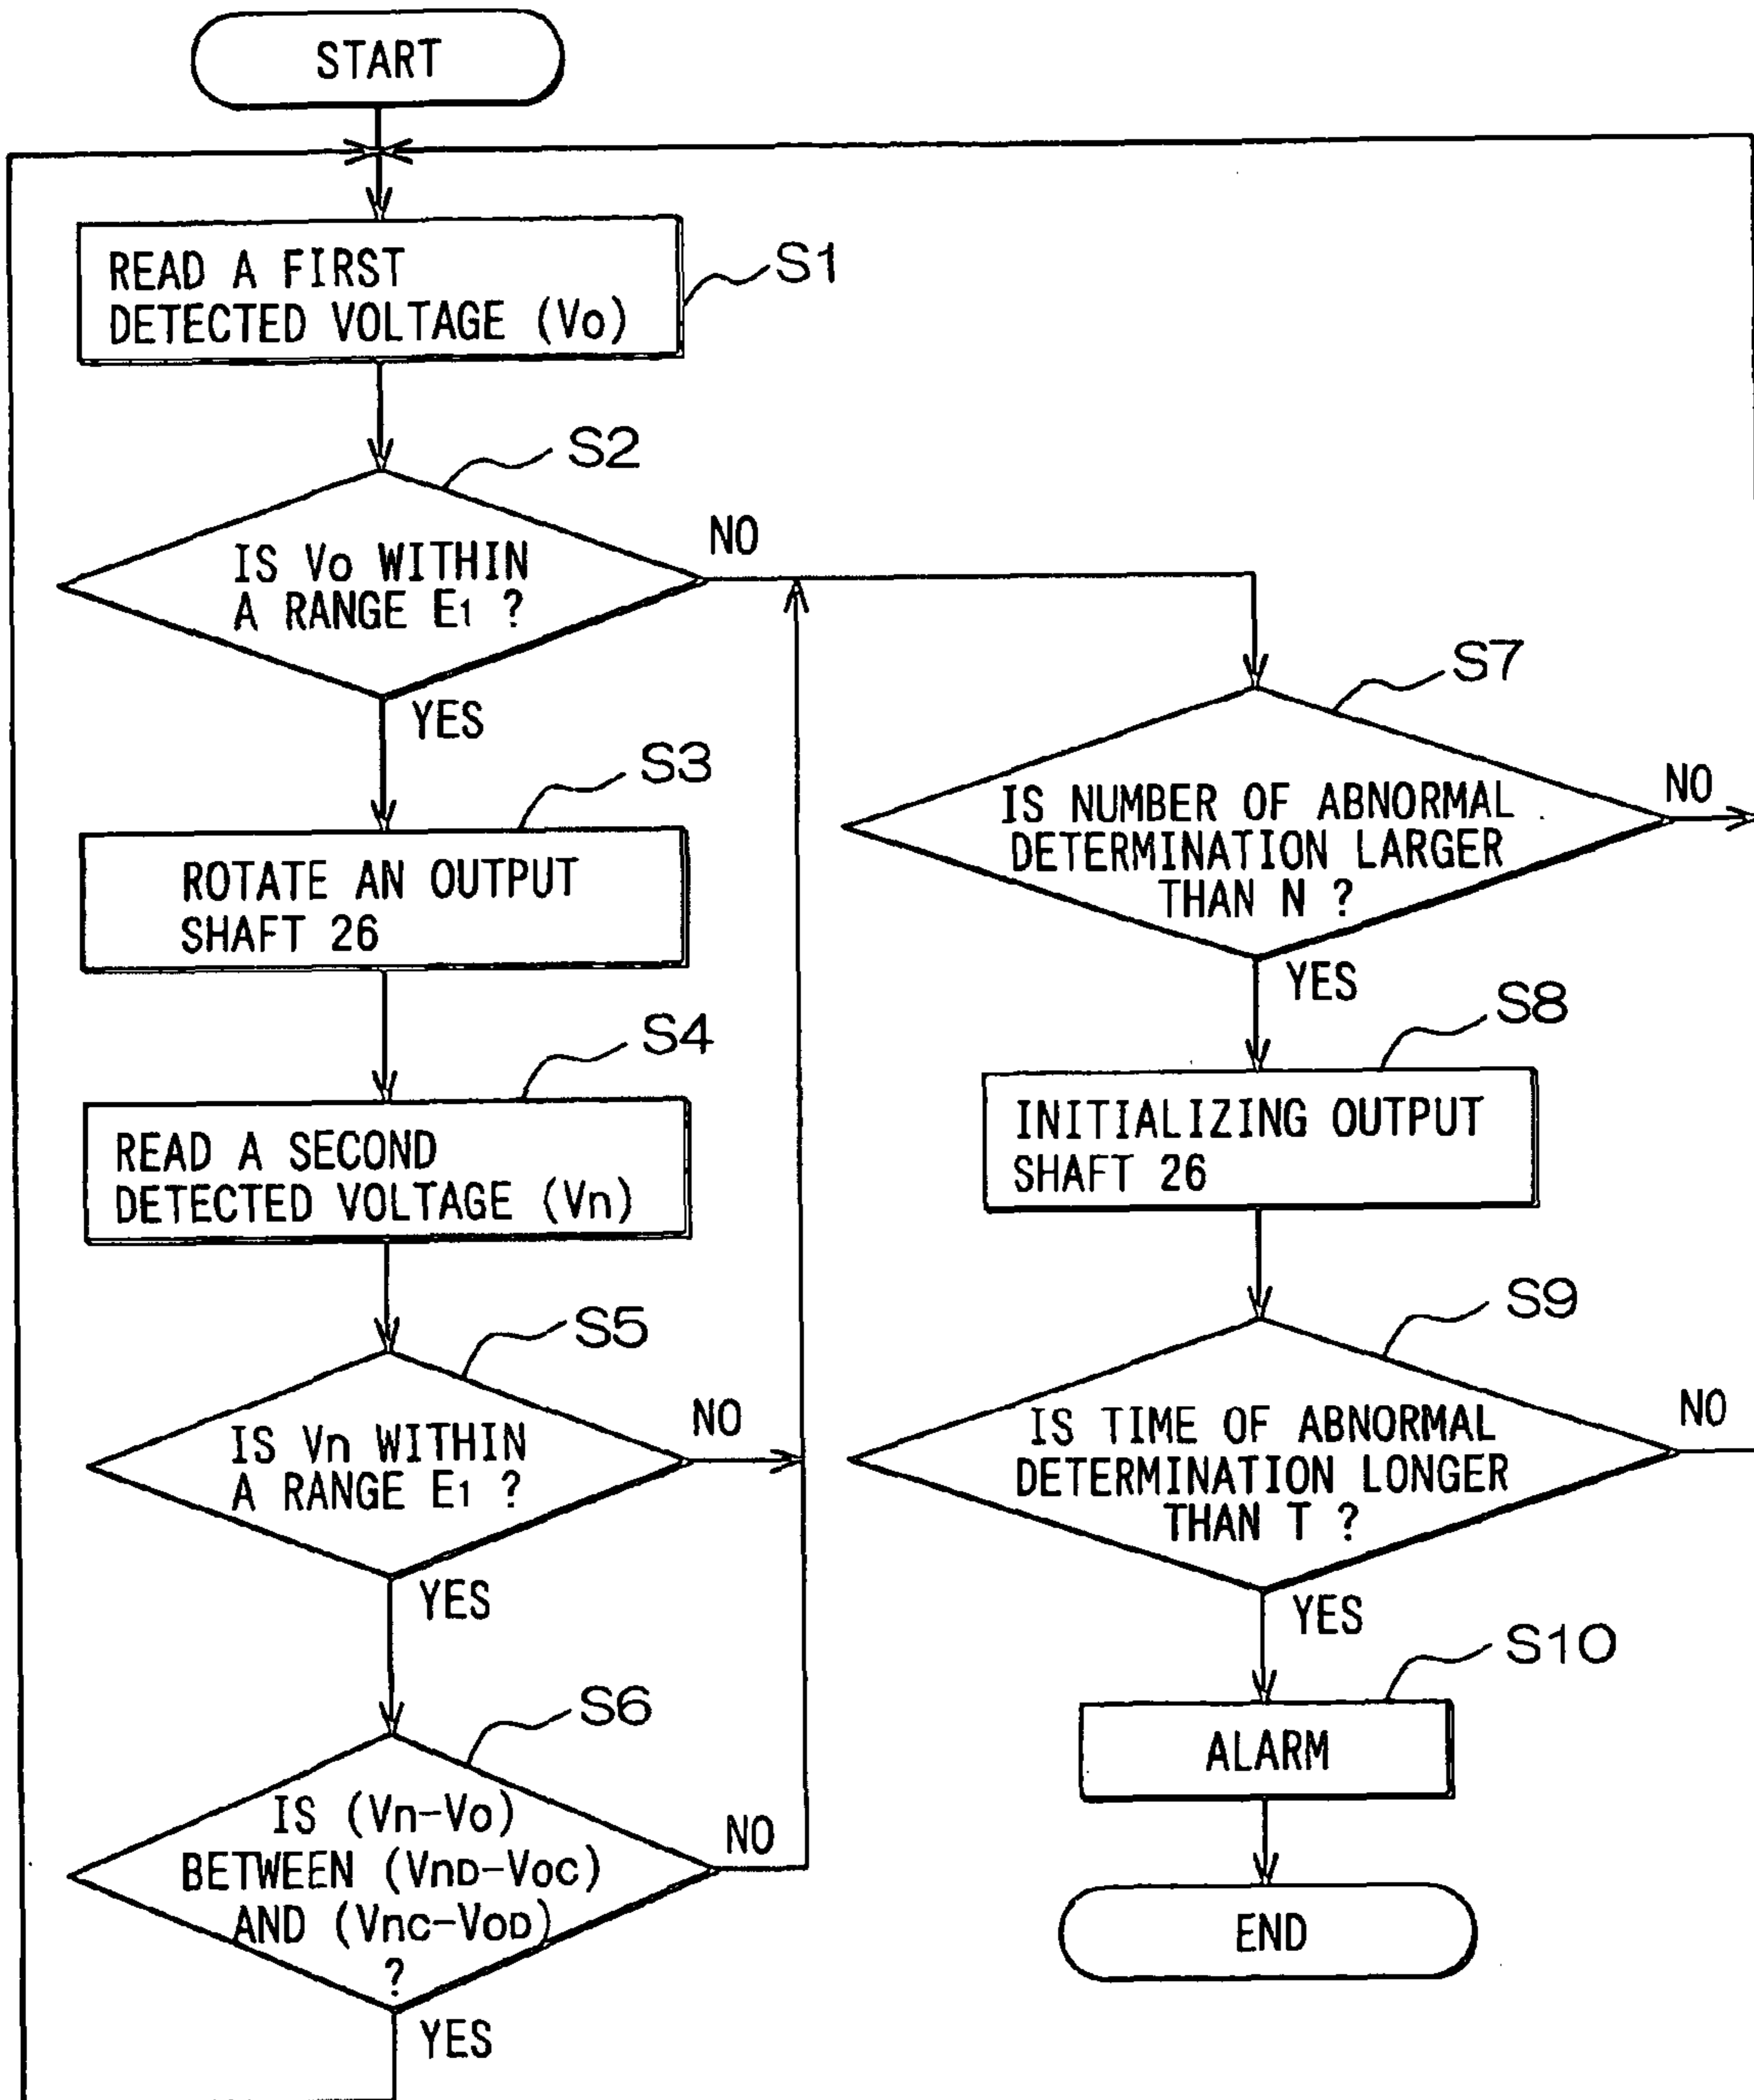 START
READ A FIRST
DETECTED VOLTAGE (Vo)
S1
S2
IS Vo WITHIN
A RANGE E1 ?
NO
YES
S3
ROTATE AN OUTPUT
SHAFT 26
S4
READ A SECOND
DETECTED VOLTAGE (Vn)
S5
IS Vn WITHIN
A RANGE E1 ?
NO
YES
S6
IS (Vn-Vo)
BETWEEN (VnD-VoC)
AND (VnC-VoD)
?
NO
YES
S7
IS NUMBER OF ABNORMAL
DETERMINATION LARGER
THAN N ?
NO
YES
S8
INITIALIZING OUTPUT
SHAFT 26
S9
IS TIME OF ABNORMAL
DETERMINATION LONGER
THAN T ?
NO
YES
S10
ALARM
END